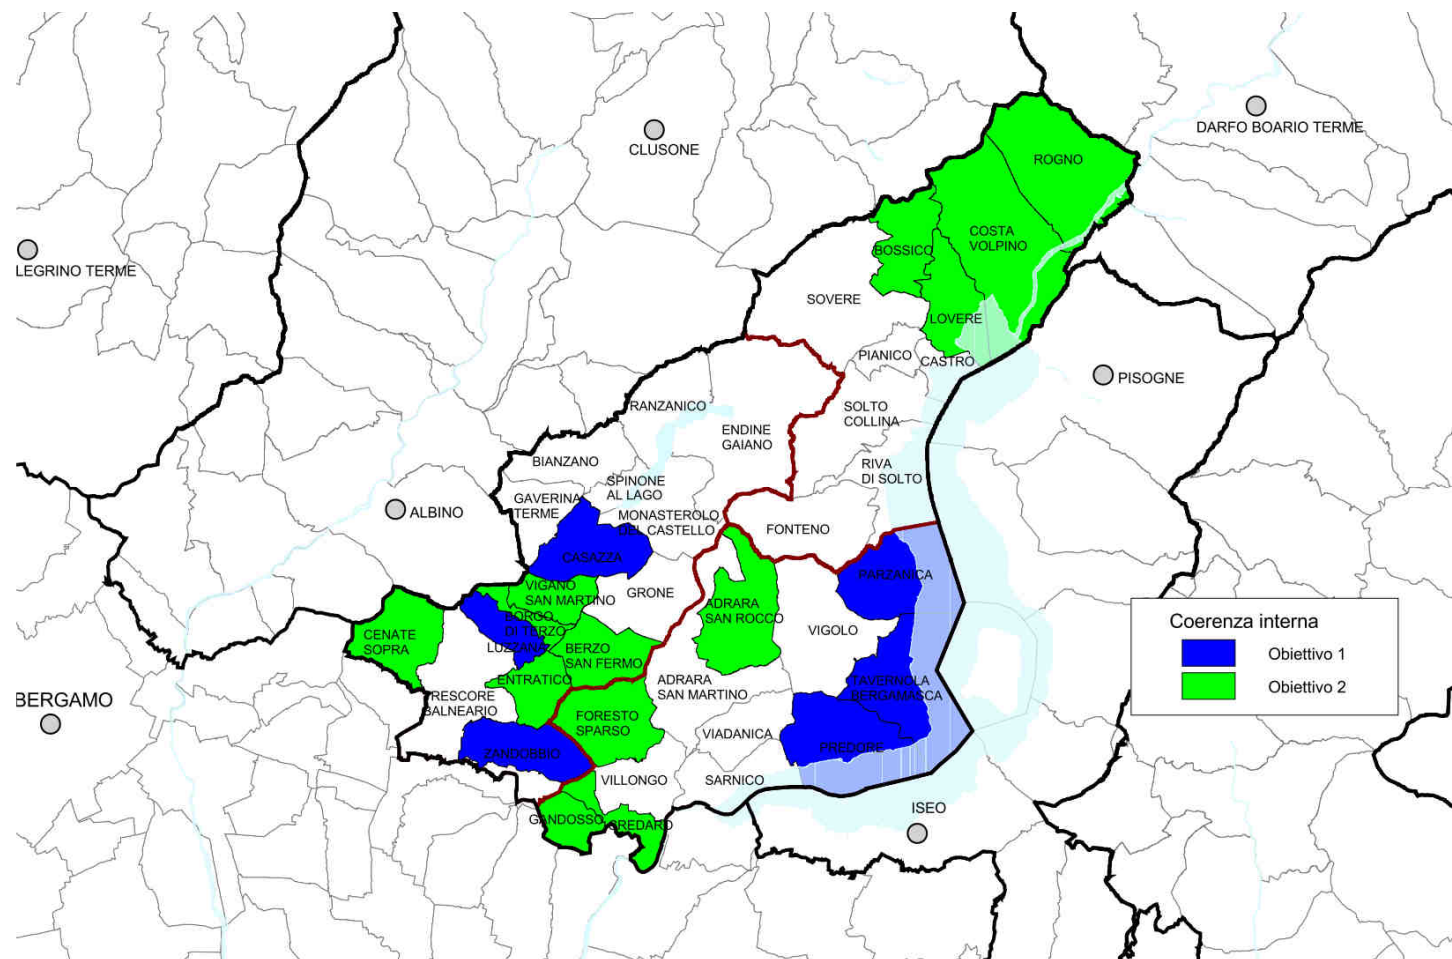 CLUSONE
DARFO BOARIO TERME
ROGNO
COSTA
VOLPINO
BOSSICO
LEGRINO TERME
SOVERE
LOVERE
PIANICO
CASTRO
PISOGNE
RANZANICO
SOLTO
COLLINA
ENDINE
GAIANO
BIANZANO
RIVA
DI SOLTO
SPINONE
AL LAGO
GAVERINA
TERME
ALBINO
MONASTEROLO
DEL CASTELLO
FONTENO
CASAZZA
PARZANICA
VIGANO
SAN MARTINO
GRONE
ADRARA
SAN ROCCO
BORGO
DI TERZO
VIGOLO
CENATE
SOPRA
LUZZANA
BERZO
SAN FERMO
ENTRATICO
ADRARA
SAN MARTINO
TAVERNOLA
BERGAMASCA
RESCORE
BALNEARIO
BERGAMO
FORESTO
SPARSO
VIADANICA
ZANDOBBIO
PREDORE
VILLONGO
SARNICO
GANDOSSO
CREDARO
ISEO
Coerenza interna
Obiettivo 1
Obiettivo 2